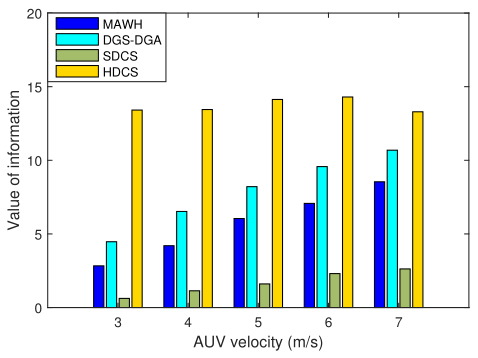 20
15
10
5
0
Value of information
MAWH
DGS-DGA
SDCS
HDCS
3 4 5 6 7
AUV velocity (m/s)